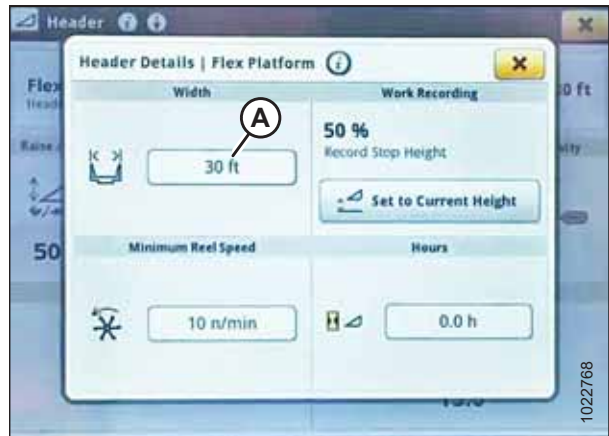 Header
Header Details | Flex Platform
Width
Work Recording
A
30 ft
50 %
Record Stop Height
Set to Current Height
Minimum Reel Speed
Hours
10 n/min
0.0 h
Flex
0 ft
Raise
ity
50
1022768